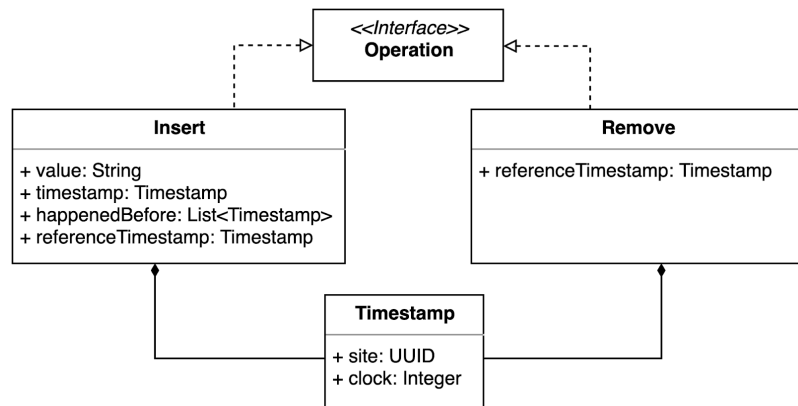 <<Interface>>
Operation
Insert
+ value: String
+ timestamp: Timestamp
+ happenedBefore: List<Timestamp>
+ referenceTimestamp: Timestamp
Remove
+ referenceTimestamp: Timestamp
Timestamp
+ site: UUID
+ clock: Integer